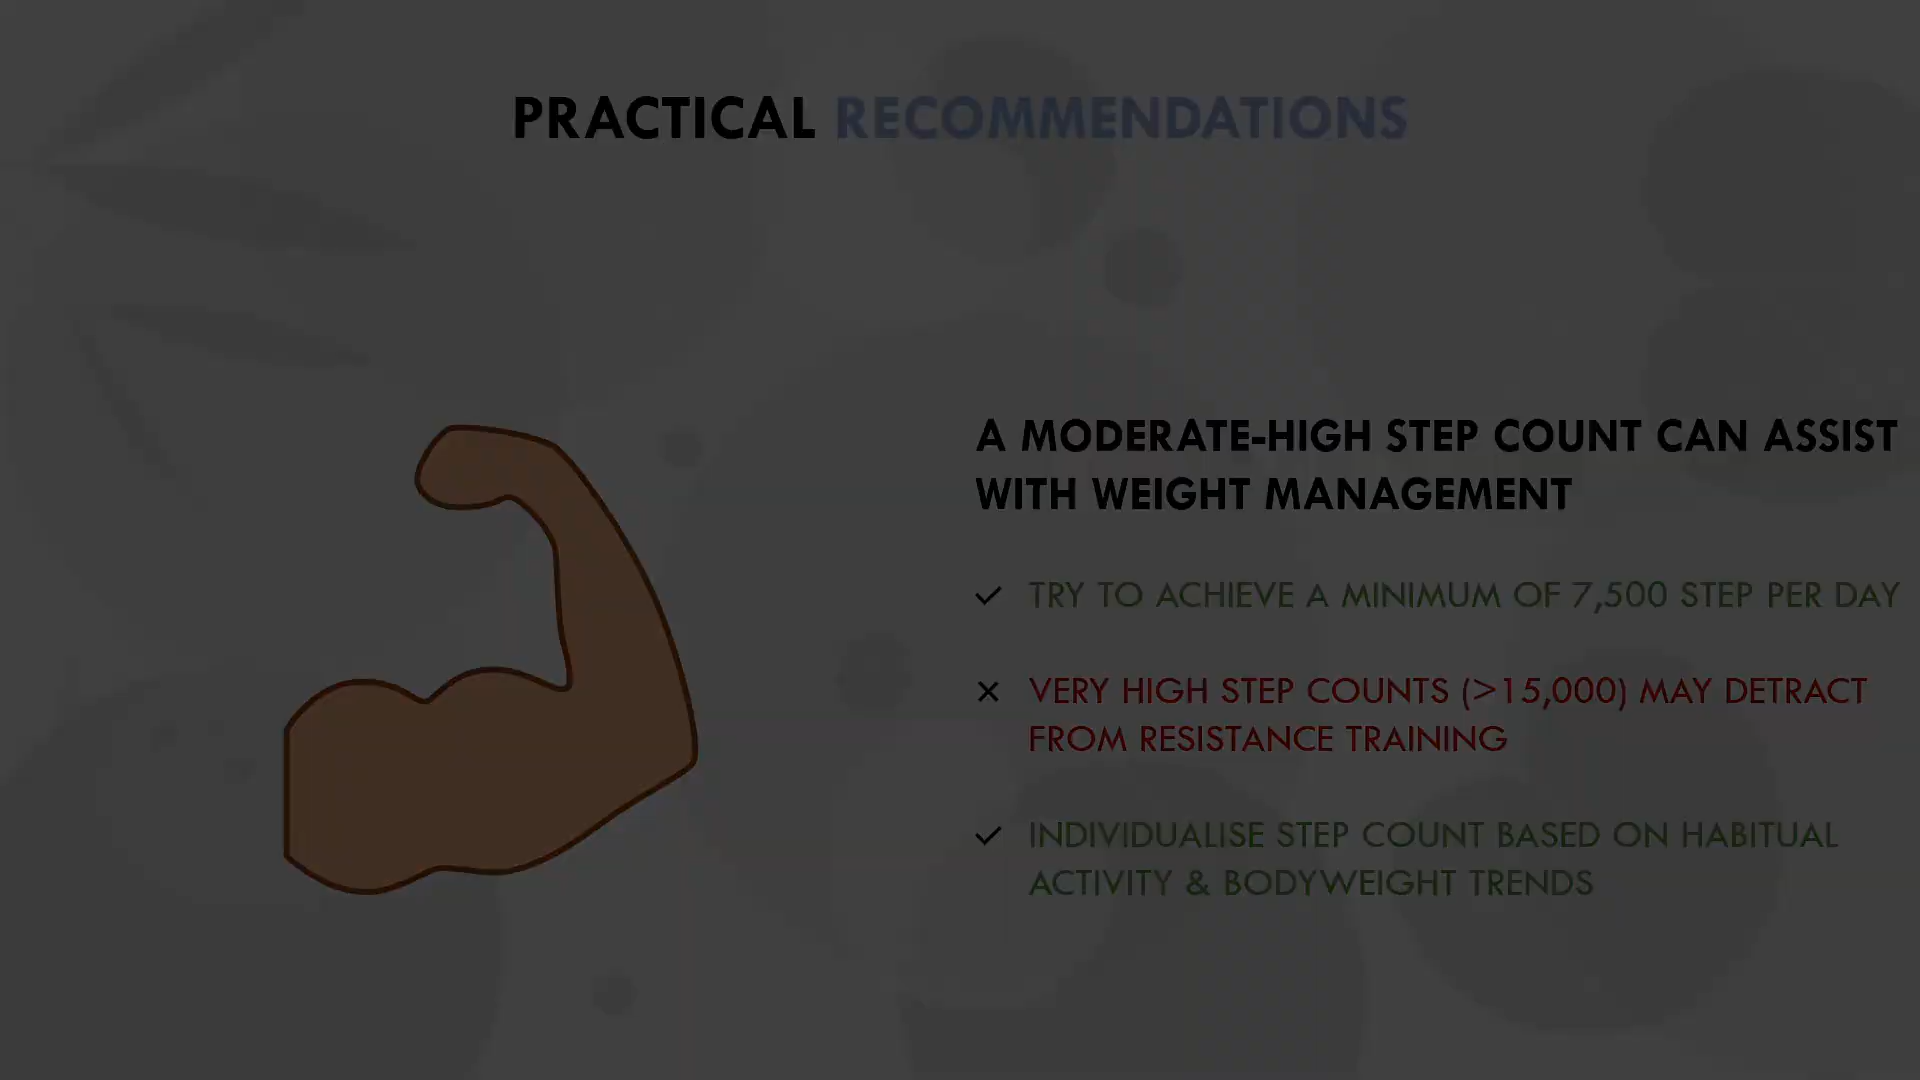 PRACTICAL RECOMMENDATIONS
A MODERATE-HIGH STEP COUNT CAN ASSIST
WITH WEIGHT MANAGEMENT
✓ TRY TO ACHIEVE A MINIMUM OF 7,500 STEP PER DAY
✕ VERY HIGH STEP COUNTS (>15,000) MAY DETRACT
FROM RESISTANCE TRAINING
✓ INDIVIDUALISE STEP COUNT BASED ON HABITUAL
ACTIVITY & BODYWEIGHT TRENDS